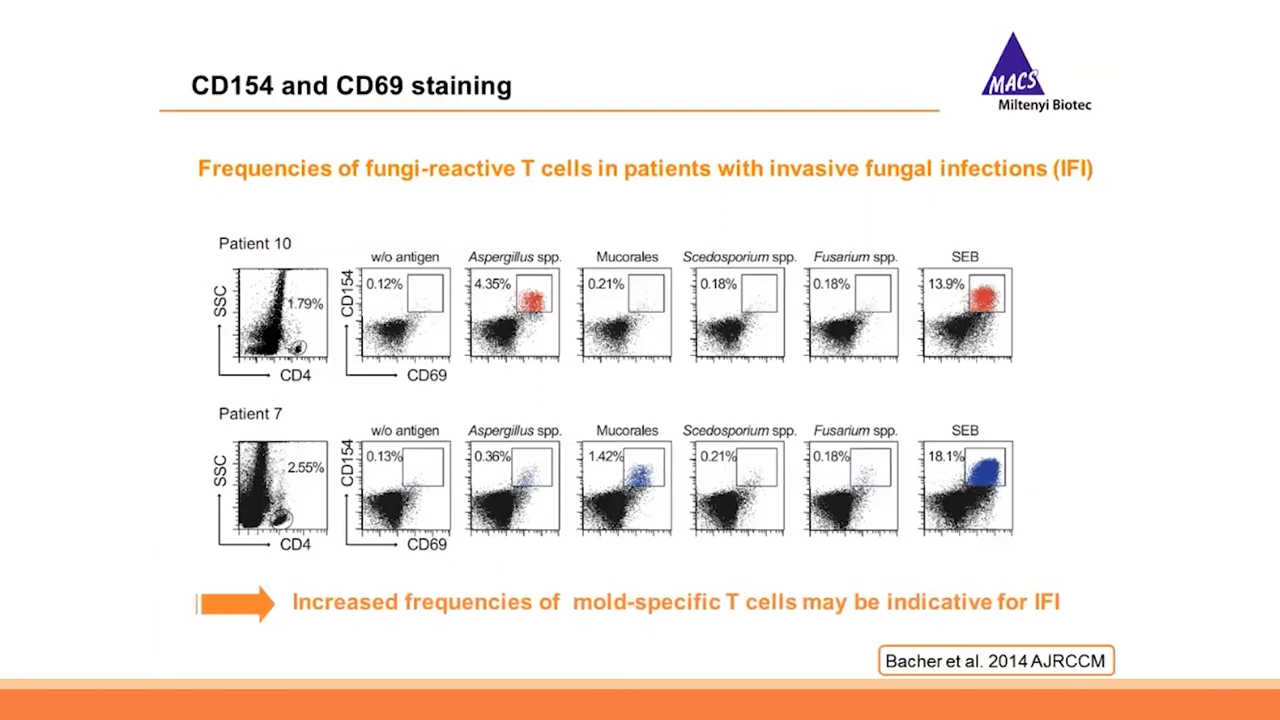 CD154 and CD69 staining
MACS
Miltenyi Biotec
Frequencies of fungi-reactive T cells in patients with invasive fungal infections (IFI)
Patient 10
w/o antigen
Aspergillus spp.
Mucorales
Scedosporium spp.
Fusarium spp.
SEB
SSC
1.79%
CD4
CD154
0.12%
4.35%
0.21%
0.18%
0.18%
13.9%
CD69
Patient 7
w/o antigen
Aspergillus spp.
Mucorales
Scedosporium spp.
Fusarium spp.
SEB
SSC
2.55%
CD4
CD154
0.13%
0.36%
1.42%
0.21%
0.18%
18.1%
CD69
Increased frequencies of mold-specific T cells may be indicative for IFI
Bacher et al. 2014 AJRCCM